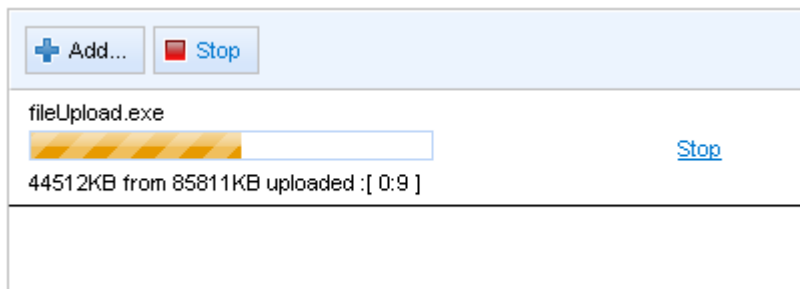 Add... Stop
fileUpload.exe
Stop
44512KB from 85811KB uploaded :[ 0:9 ]